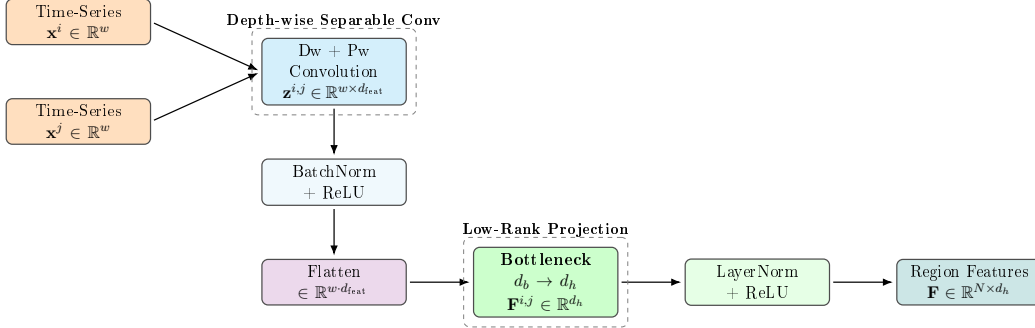 Time-Series
𝐱^i ∈ ℝ^w
Time-Series
𝐱^j ∈ ℝ^w
Depth-wise Separable Conv
Dw + Pw
Convolution
𝐳^{i,j} ∈ ℝ^{w×d_feat}
BatchNorm
+ ReLU
Flatten
∈ ℝ^{w·d_feat}
Low-Rank Projection
Bottleneck
d_b → d_h
𝐅^{i,j} ∈ ℝ^{d_h}
LayerNorm
+ ReLU
Region Features
𝐅 ∈ ℝ^{N×d_h}